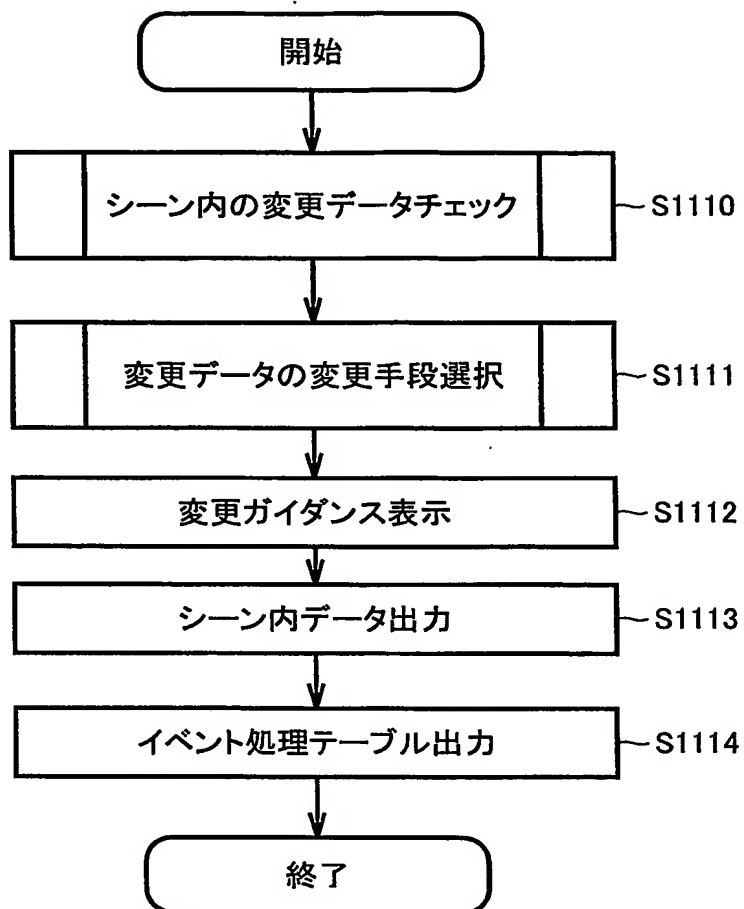 開始
シーン内の変更データチェック S1110
変更データの変更手段選択 S1111
変更ガイダンス表示 S1112
シーン内データ出力 S1113
イベント処理テーブル出力 S1114
終了